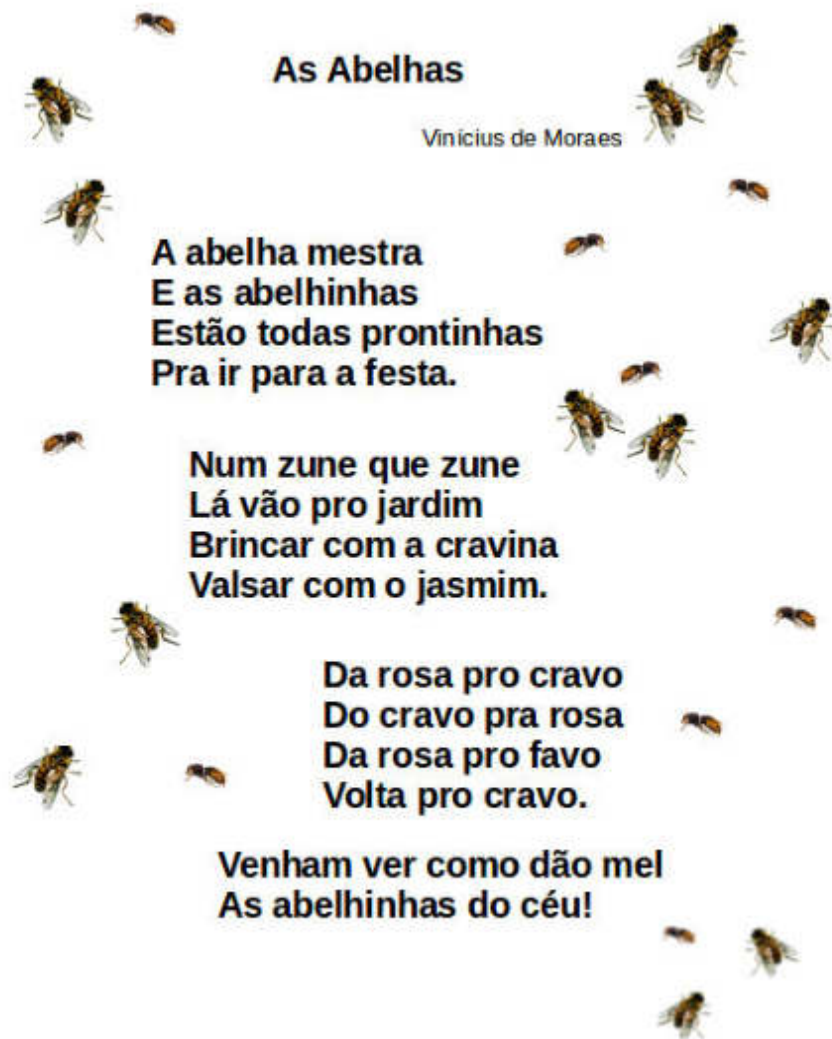 As Abelhas
Vinícius de Moraes
A abelha mestra
E as abelhinhas
Estão todas prontinhas
Pra ir para a festa.
Num zune que zune
Lá vão pro jardim
Brincar com a cravina
Valsar com o jasmim.
Da rosa pro cravo
Do cravo pra rosa
Da rosa pro favo
Volta pro cravo.
Venham ver como dão mel
As abelhinhas do céu!